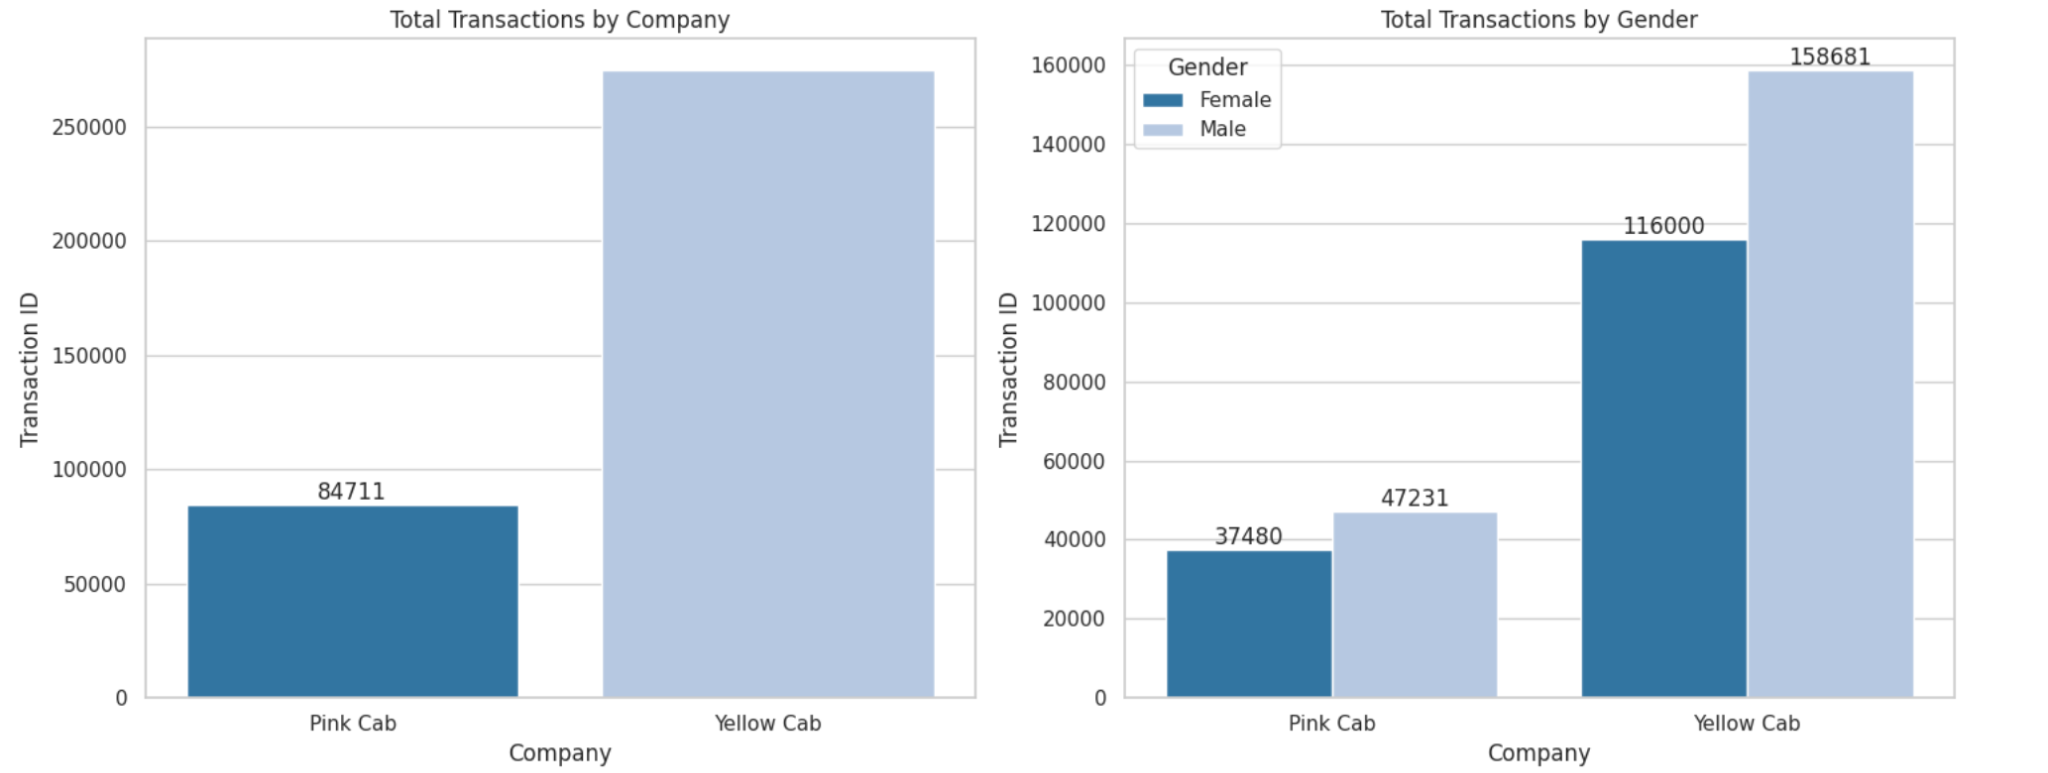 Total Transactions by Company
Transaction ID
250000
200000
150000
100000
50000
0
84711
Pink Cab
Yellow Cab
Company
Total Transactions by Gender
Transaction ID
160000
140000
120000
100000
80000
60000
40000
20000
0
Gender
Female
Male
37480
47231
116000
158681
Pink Cab
Yellow Cab
Company